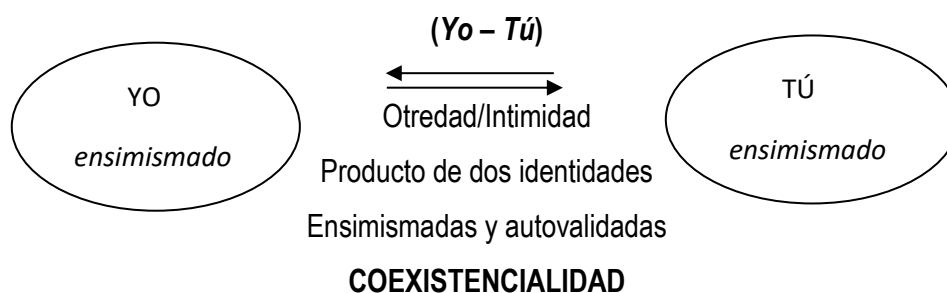 (Yo – Tú)
YO
ensimismado
TÚ
ensimismado
Otredad/Intimidad
Producto de dos identidades
Ensimismadas y autovalidadas
COEXISTENCIALIDAD